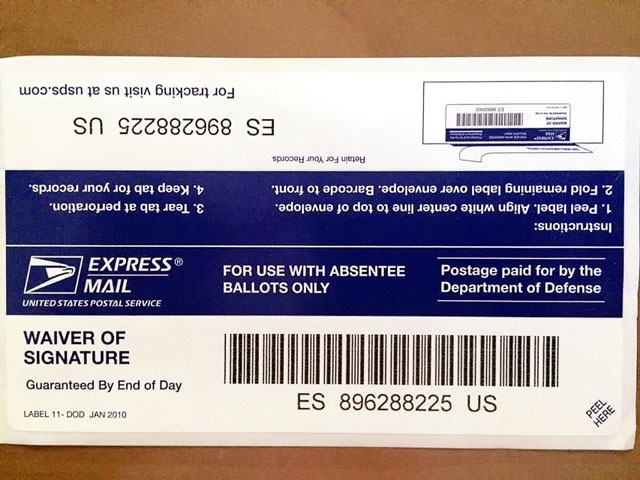 For tracking visit us at usps.com
ES 896288225 US
Retain For Your Records
Instructions:
1. Peel label. Align white center line to top of envelope.
2. Fold remaining label over envelope. Barcode to front.
3. Tear tab at perforation.
4. Keep tab for your records.
EXPRESS®
MAIL
UNITED STATES POSTAL SERVICE
FOR USE WITH ABSENTEE
BALLOTS ONLY
Postage paid for by the
Department of Defense
WAIVER OF
SIGNATURE
Guaranteed By End of Day
LABEL 11- DOD JAN 2010
ES 896288225 US
PEEL
HERE